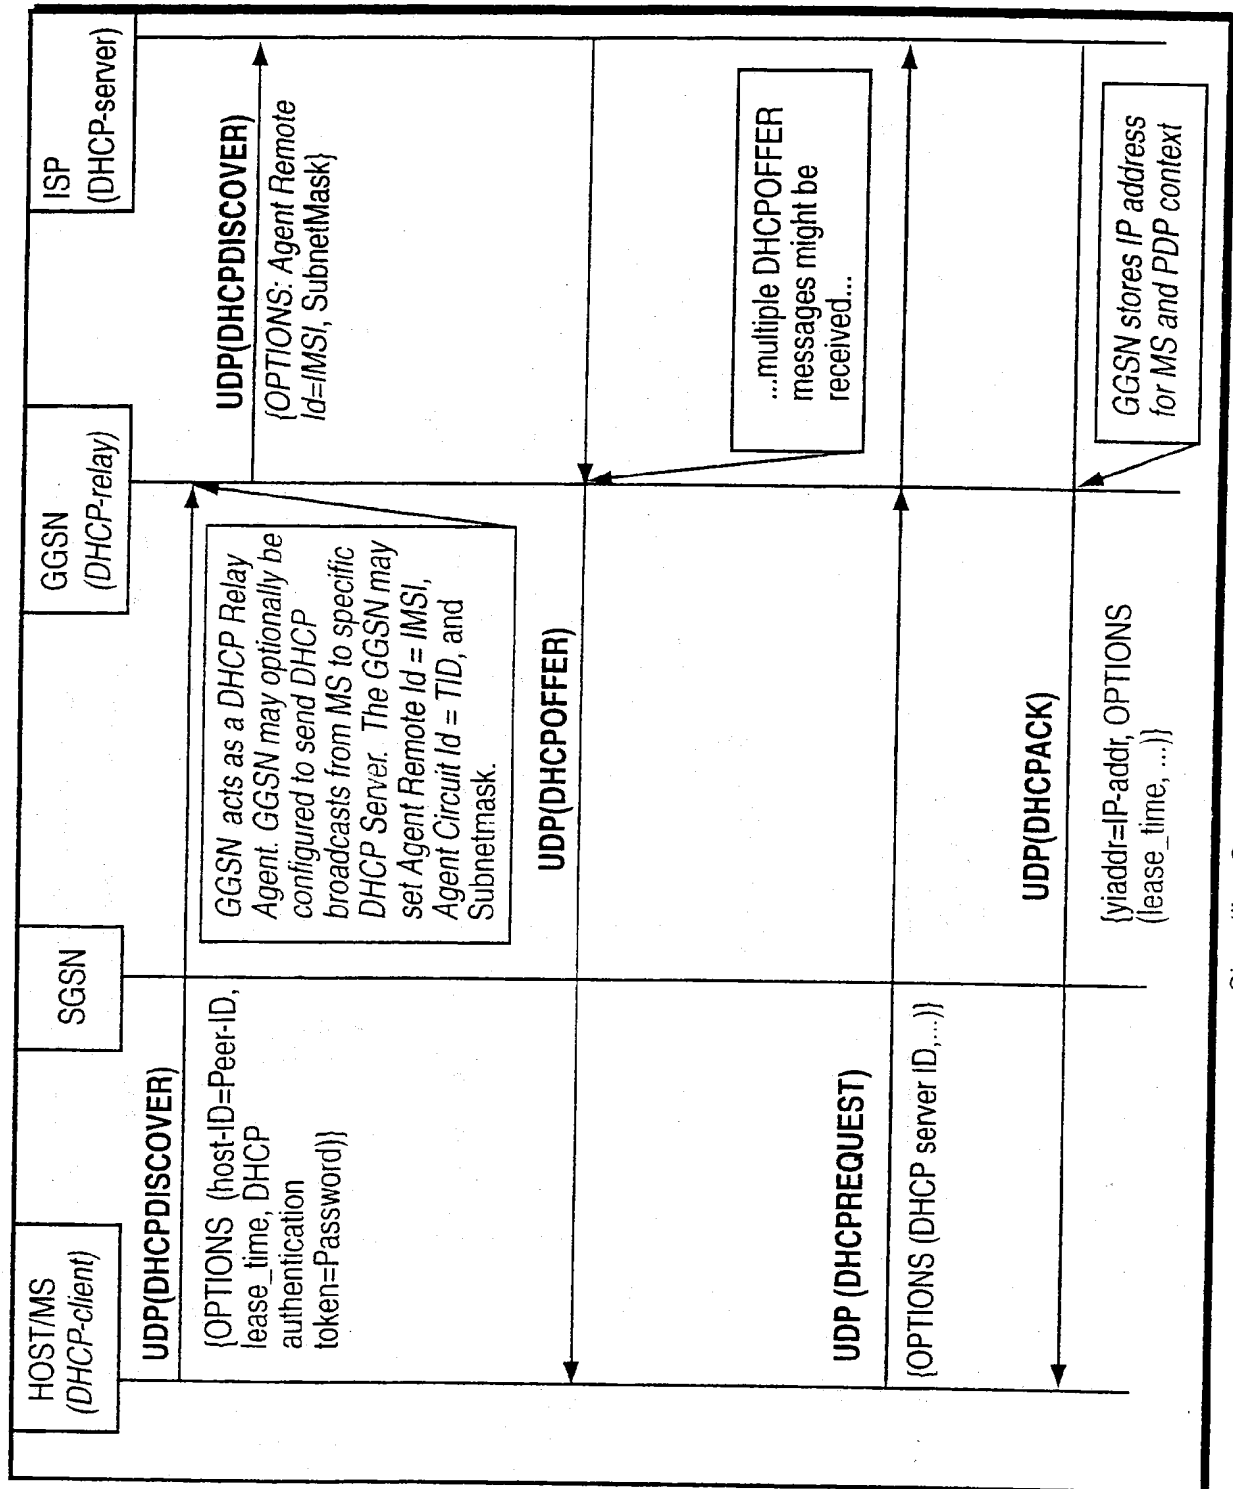 HOST/MS
(DHCP-client)
SGSN
GGSN
(DHCP-relay)
ISP
(DHCP-server)
UDP(DHCPDISCOVER)
{OPTIONS (host-ID=Peer-ID,
lease_time, DHCP
authentication
token=Password)}
GGSN acts as a DHCP Relay
Agent. GGSN may optionally be
configured to send DHCP
broadcasts from MS to specific
DHCP Server. The GGSN may
set Agent Remote Id = IMSI,
Agent Circuit Id = TID, and
Subnetmask.
UDP(DHCPDISCOVER)
{OPTIONS: Agent Remote
Id=IMSI, SubnetMask}
UDP(DHCPOFFER)
...multiple DHCPOFFER
messages might be
received...
UDP (DHCPREQUEST)
{OPTIONS (DHCP server ID,...)}
UDP(DHCPACK)
{yiaddr=IP-addr, OPTIONS
(lease_time, ...)}
GGSN stores IP address
for MS and PDP context